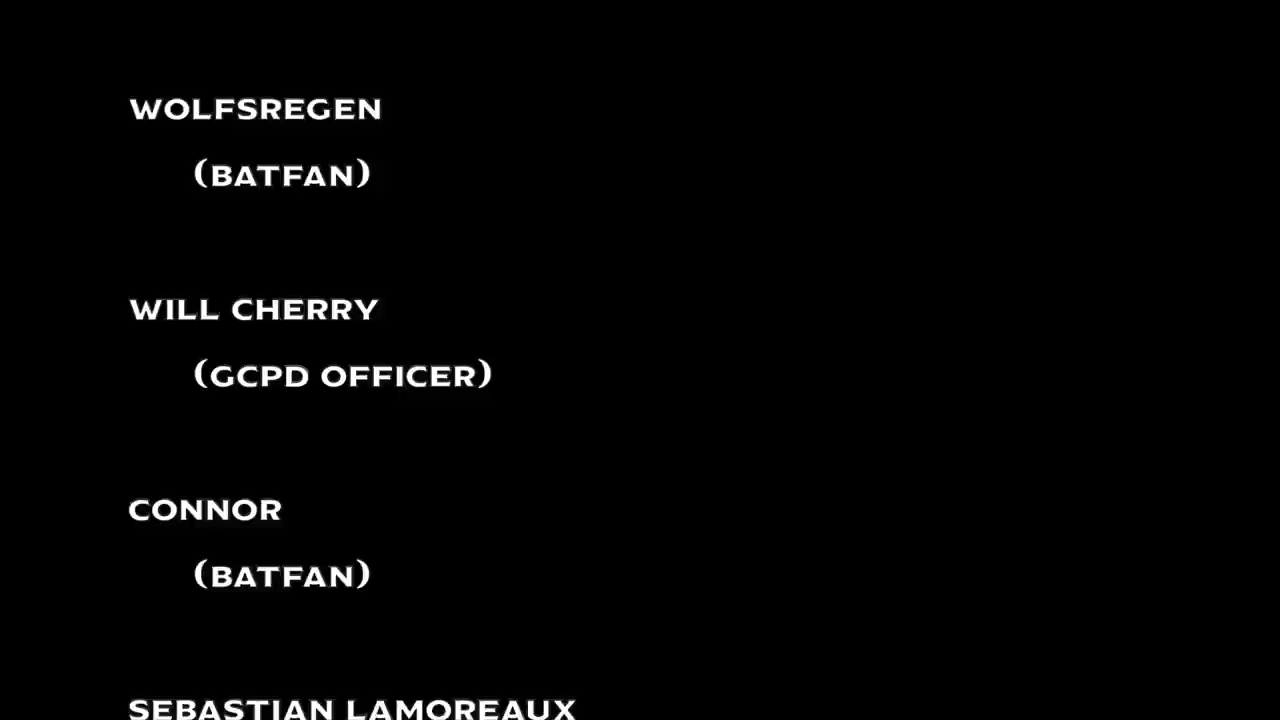 WOLFSREGEN
(BATFAN)
WILL CHERRY
(GCPD OFFICER)
CONNOR
(BATFAN)
SEBASTIAN LAMOREAUX